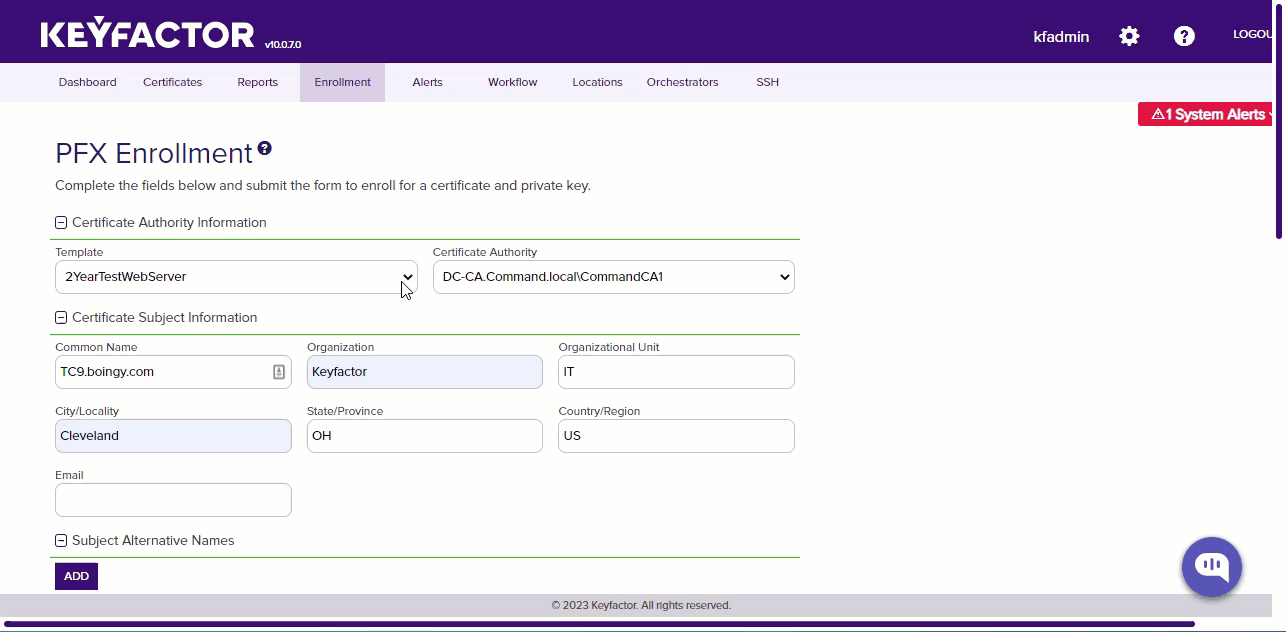 KEYFACTOR v10.0.7.0
kfadmin
Dashboard Certificates Reports Enrollment Alerts Workflow Locations Orchestrators SSH
1 System Alerts
PFX Enrollment
Complete the fields below and submit the form to enroll for a certificate and private key.
Certificate Authority Information
Template Certificate Authority
2YearTestWebServer DC-CA.Command.local\CommandCA1
Certificate Subject Information
Common Name Organization Organizational Unit
TC9.boingy.com Keyfactor IT
City/Locality State/Province Country/Region
Cleveland OH US
Email
Subject Alternative Names
ADD
© 2023 Keyfactor. All rights reserved.